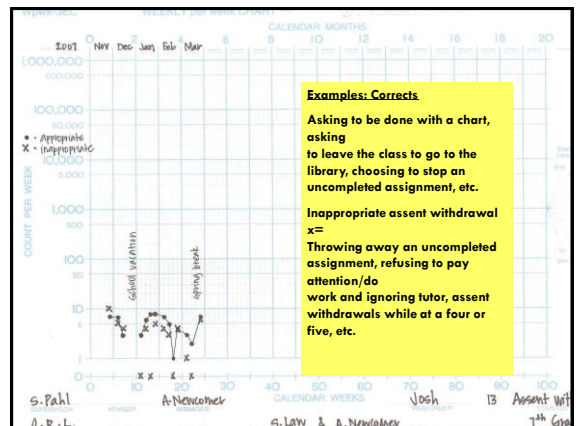 WEEKLY per week CHART
CALENDAR MONTHS
0 2 4 6 8 10 12 14 16 18 20
2007 Nov Dec Jan Feb Mar
1,000,000
500,000
100,000
50,000
• - Appropriate
x - Inappropriate
10,000
5,000
1,000
500
100
50
10
5
1
0
COUNT PER WEEK
school vacation
spring break
Examples: Corrects
Asking to be done with a chart,
asking
to leave the class to go to the
library, choosing to stop an
uncompleted assignment, etc.
Inappropriate assent withdrawal
x=
Throwing away an uncompleted
assignment, refusing to pay
attention/do
work and ignoring tutor, assent
withdrawals while at a four or
five, etc.
0 10 20 30 40 50 60 70 80 90 100
CALENDAR WEEKS
S. Pahl A. Newcomer Josh 13 Assent wit
SUPERVISOR ADVISER MANAGER PERFORMER COUNTED
S. Law & A. Newcomer 7th Gra